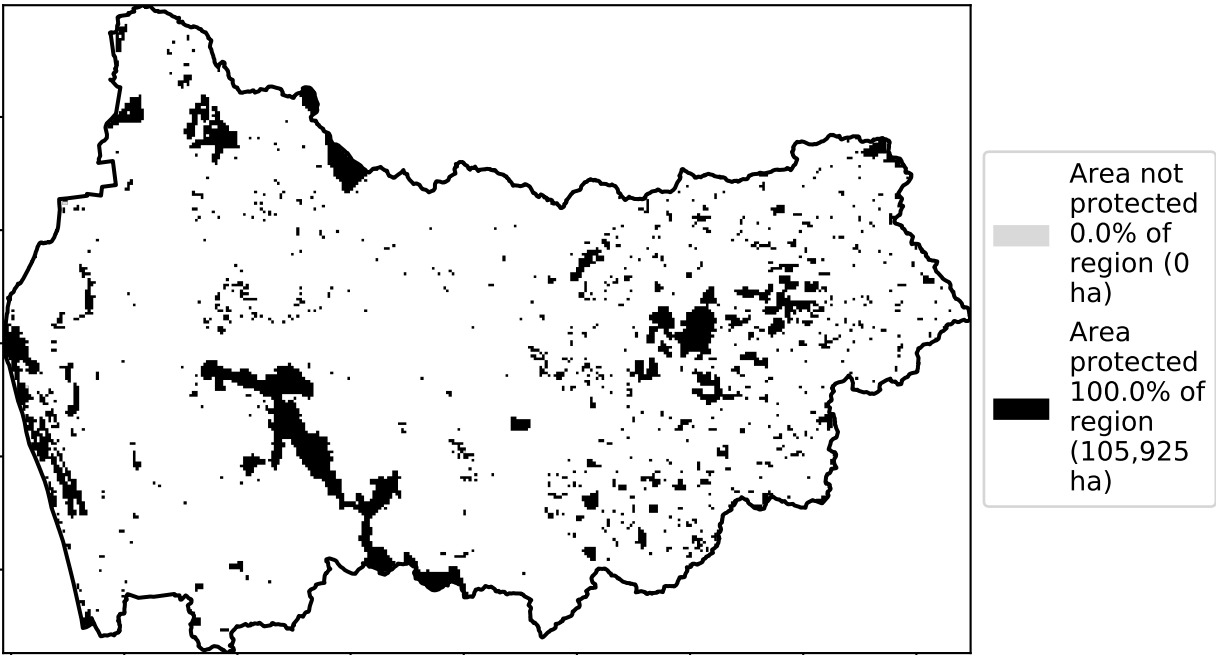 Area not
protected
0.0% of
region (0
ha)
Area
protected
100.0% of
region
(105,925
ha)